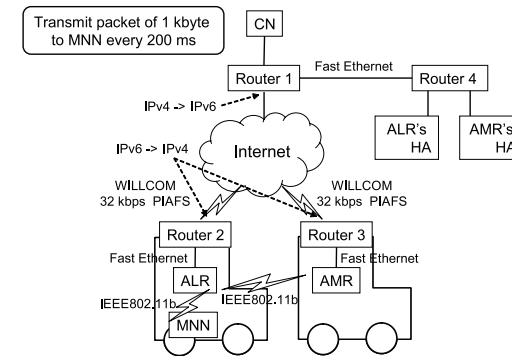 Transmit packet of 1 kbyte
to MNN every 200 ms
CN
Fast Ethernet
Router 1
Router 4
IPv4 -> IPv6
ALR's
HA
AMR's
HA
IPv6 -> IPv4
Internet
WILLCOM
32 kbps PIAFS
WILLCOM
32 kbps PIAFS
Router 2
Router 3
Fast Ethernet
Fast Ethernet
ALR
AMR
IEEE802.11b
IEEE802.11b
MNN